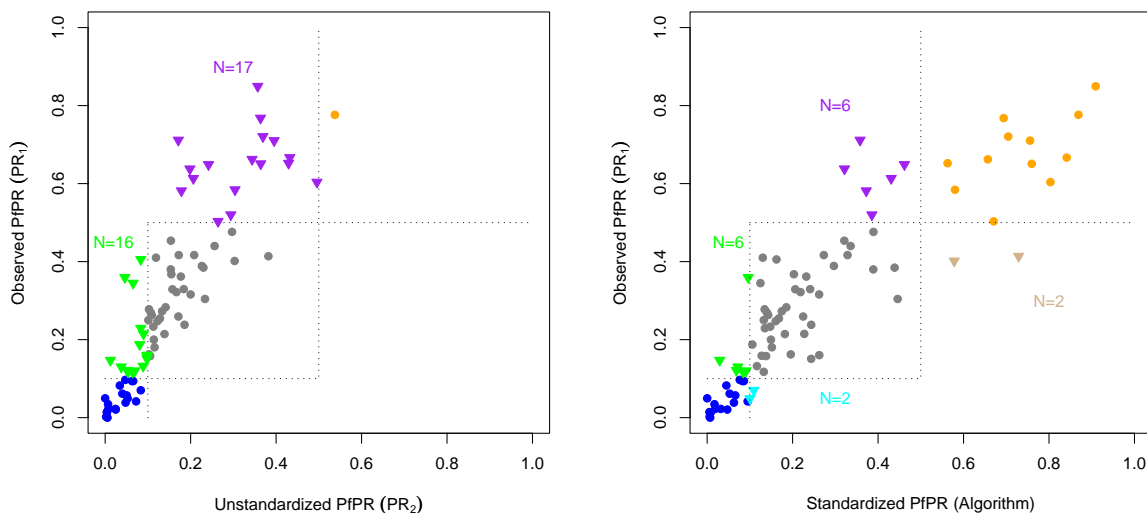 1.0
0.8
0.6
0.4
0.2
0.0
Observed PfPR (PR1)
N=17
N=16
0.0 0.2 0.4 0.6 0.8 1.0
Unstandardized PfPR (PR2)
1.0
0.8
0.6
0.4
0.2
0.0
Observed PfPR (PR1)
N=6
N=6
N=2
N=2
0.0 0.2 0.4 0.6 0.8 1.0
Standardized PfPR (Algorithm)